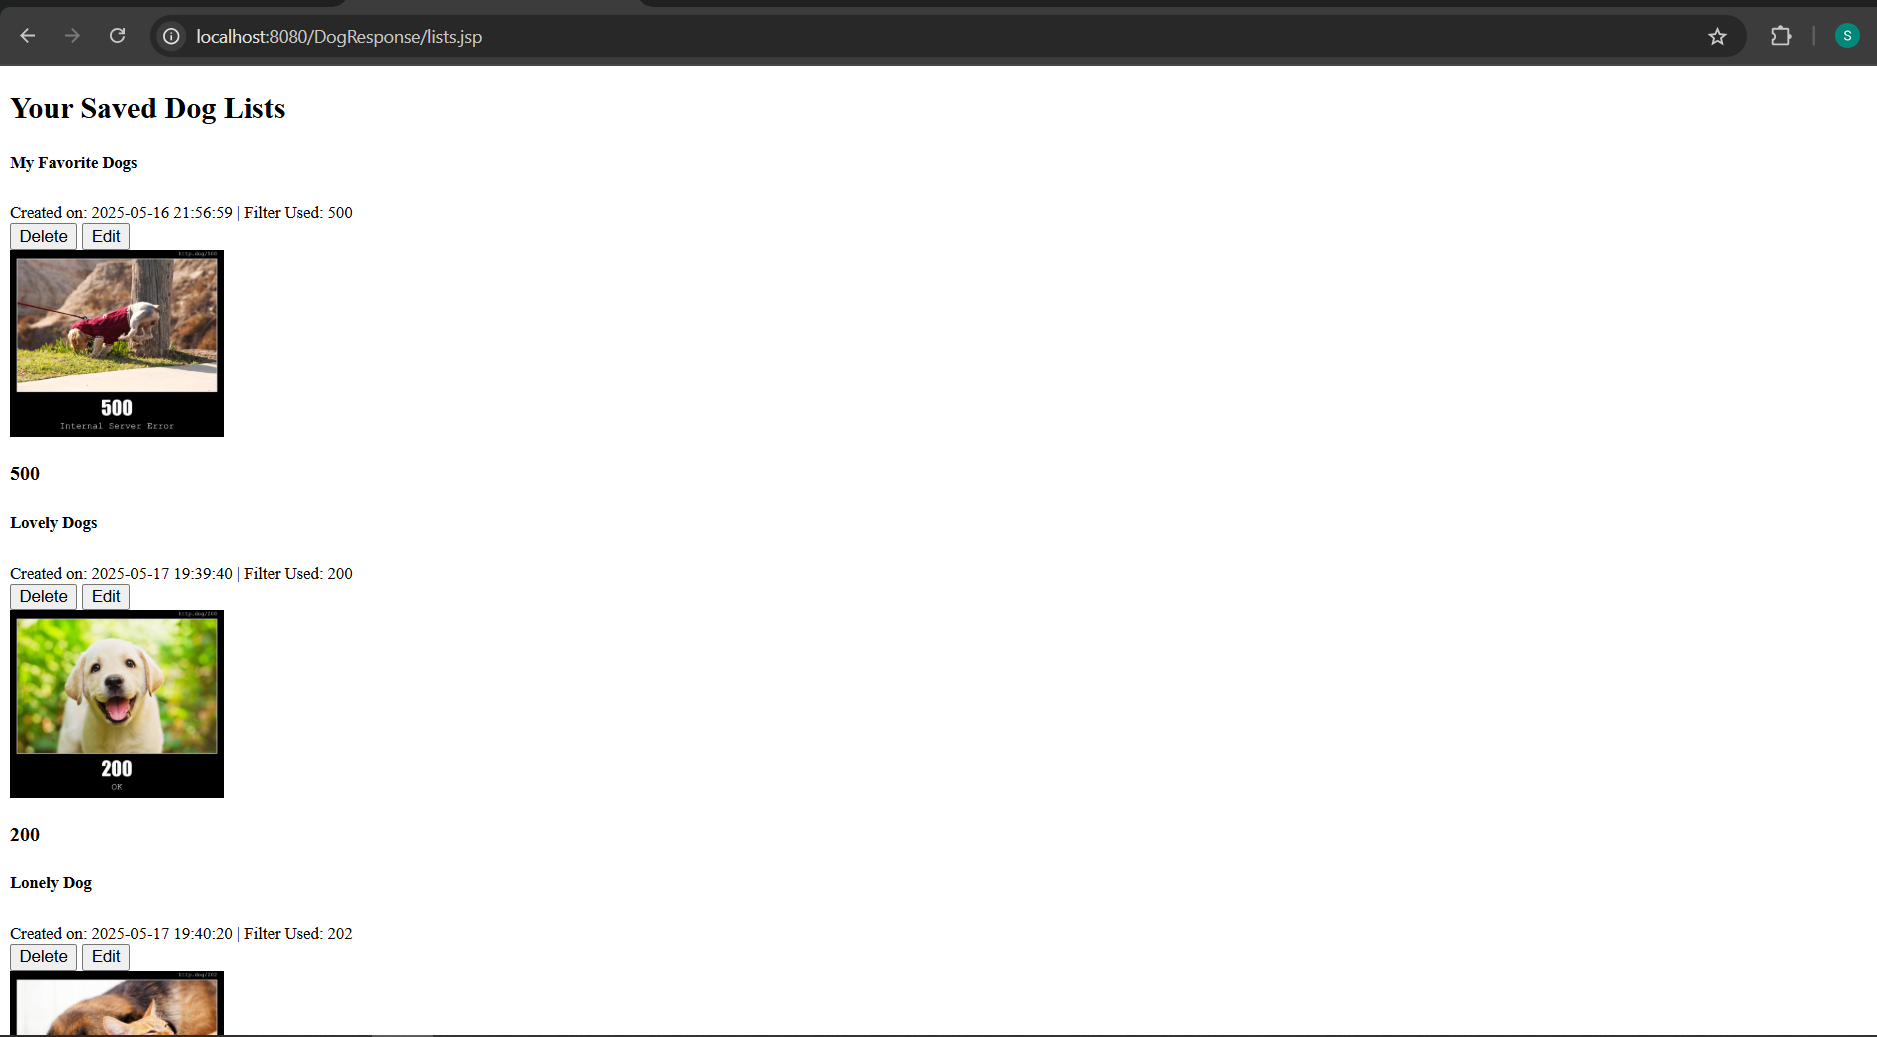 localhost:8080/DogResponse/lists.jsp
S
Your Saved Dog Lists
My Favorite Dogs
Created on: 2025-05-16 21:56:59 | Filter Used: 500
Delete Edit
http.dog/500
500
Internal Server Error
500
Lovely Dogs
Created on: 2025-05-17 19:39:40 | Filter Used: 200
Delete Edit
http.dog/200
200
OK
200
Lonely Dog
Created on: 2025-05-17 19:40:20 | Filter Used: 202
Delete Edit
http.dog/202